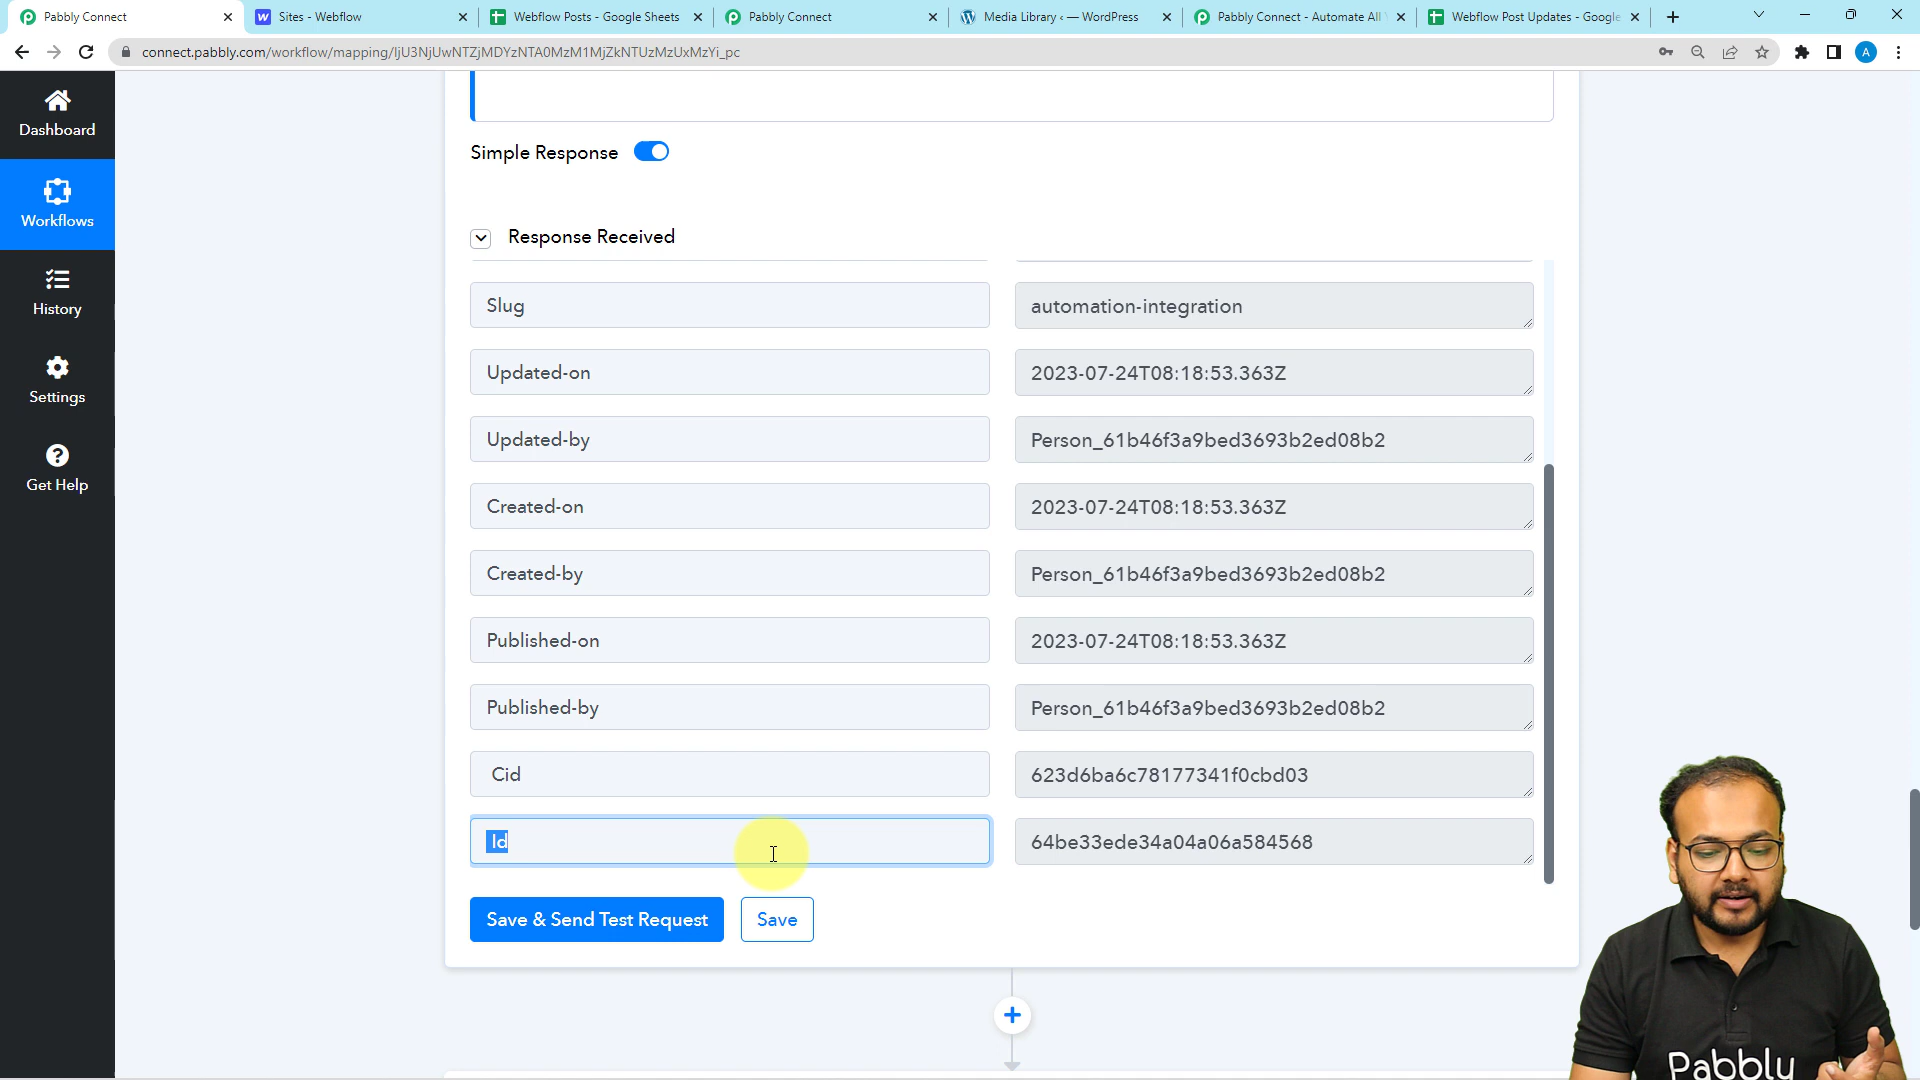 Pabbly Connect
Sites - Webflow
Webflow Posts - Google Sheets
Pabbly Connect
Media Library ‹ — WordPress
Pabbly Connect - Automate All
Webflow Post Updates - Google
connect.pabbly.com/workflow/mapping/IjU3NjUwNTZjMDYzNTA0MzM1MjZkNTUzMzUxMzYi_pc
A
Dashboard
Workflows
History
Settings
Get Help
Simple Response
Response Received
Slug
automation-integration
Updated-on
2023-07-24T08:18:53.363Z
Updated-by
Person_61b46f3a9bed3693b2ed08b2
Created-on
2023-07-24T08:18:53.363Z
Created-by
Person_61b46f3a9bed3693b2ed08b2
Published-on
2023-07-24T08:18:53.363Z
Published-by
Person_61b46f3a9bed3693b2ed08b2
Cid
623d6ba6c78177341f0cbd03
Id
64be33ede34a04a06a584568
Save & Send Test Request
Save
Pabbly